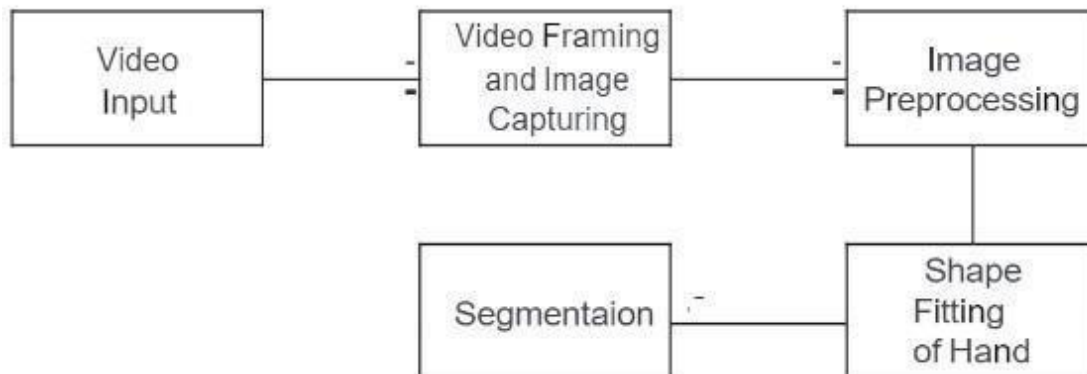 Video
Input
Video Framing
and Image
Capturing
Image
Preprocessing
Shape
Fitting
of Hand
Segmentaion